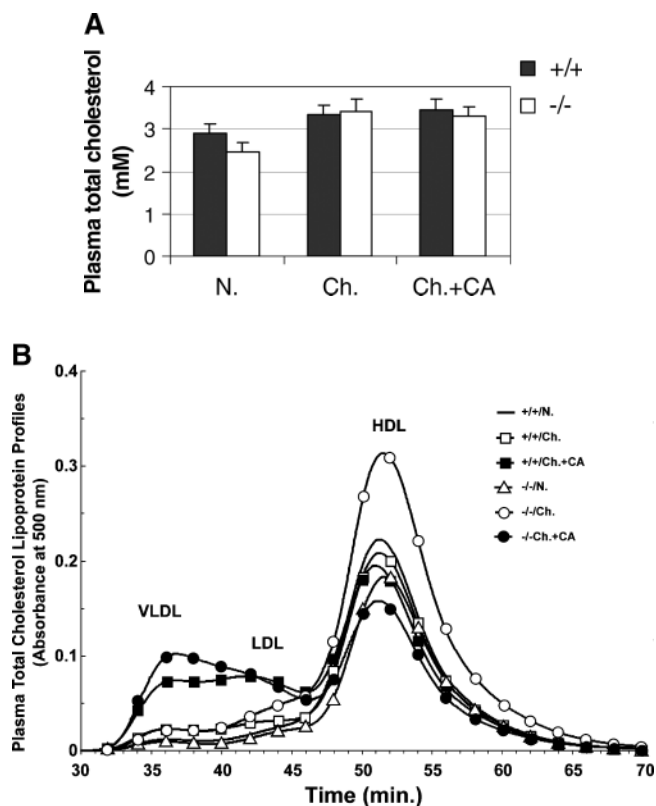 A
+/+
-/-
Plasma total cholesterol
(mM)
4
3
2
1
0
N.
Ch.
Ch.+CA
B
Plasma Total Cholesterol Lipoprotein Profiles
(Absorbance at 500 nm)
0.4
0.3
0.2
0.1
0
VLDL
LDL
HDL
+/+/N.
+/+/Ch.
+/+/Ch.+CA
-/-/N.
-/-/Ch.
-/-Ch.+CA
30 35 40 45 50 55 60 65 70
Time (min.)